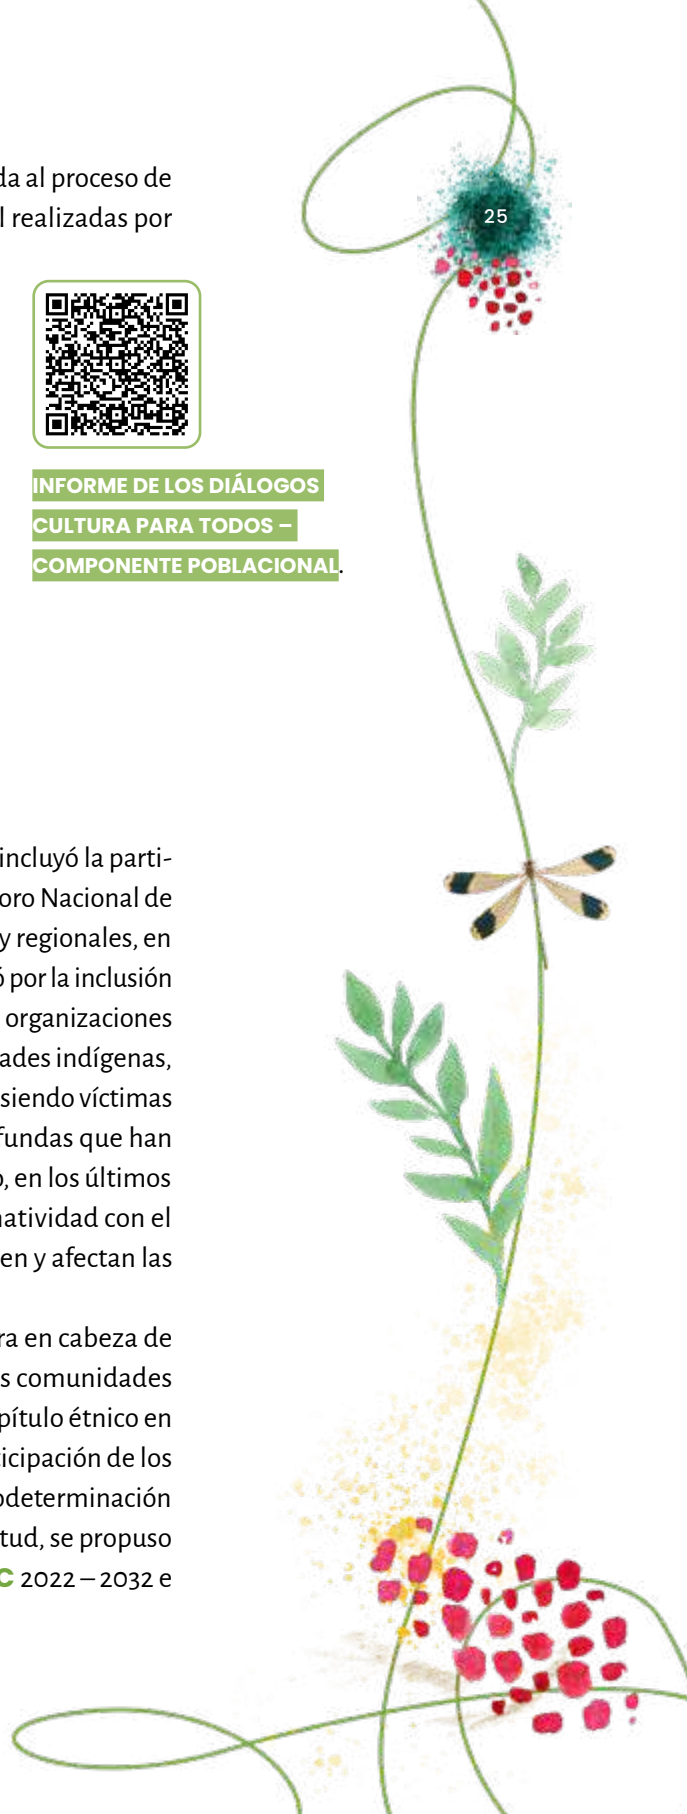 25
da al proceso de
l realizadas por
INFORME DE LOS DIÁLOGOS
CULTURA PARA TODOS –
COMPONENTE POBLACIONAL.
incluyó la parti-
oro Nacional de
y regionales, en
ó por la inclusión
organizaciones
ades indígenas,
siendo víctimas
fundas que han
o, en los últimos
natividad con el
en y afectan las
ra en cabeza de
s comunidades
pítulo étnico en
ticipación de los
odeterminación
tud, se propuso
C 2022 – 2032 e